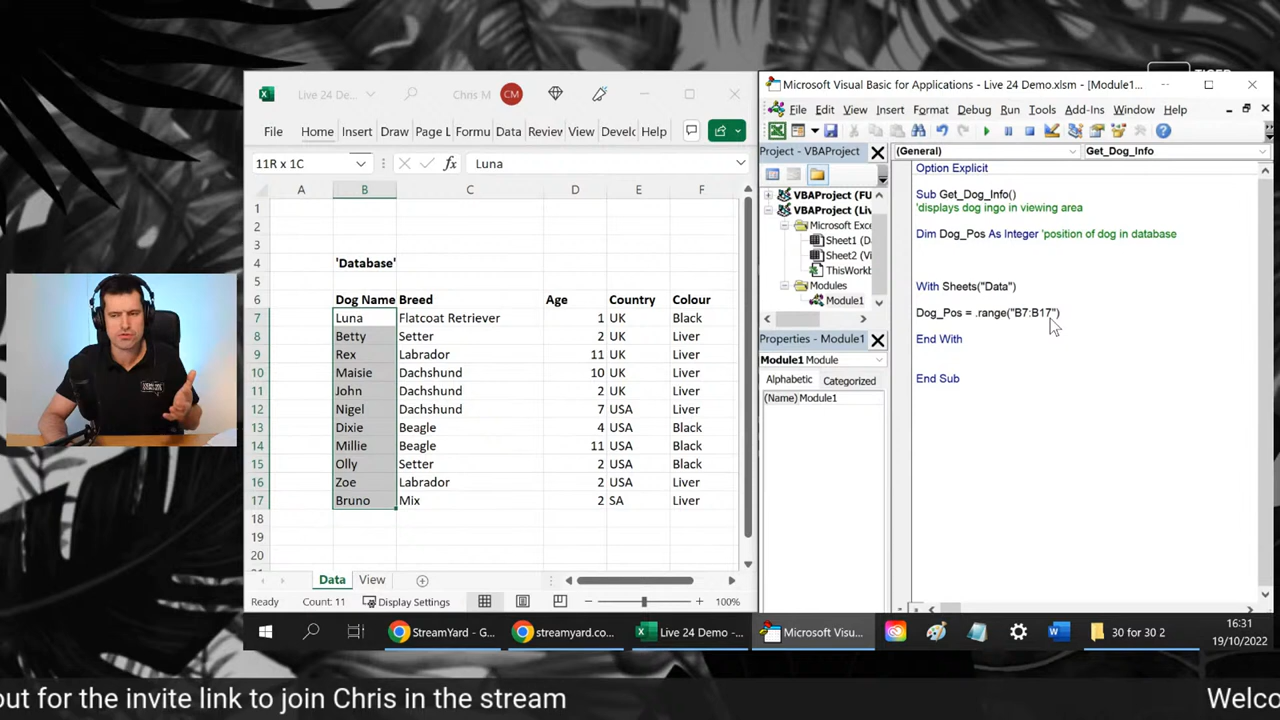 Live 24 De...
Chris M
CM
File
Home
Insert
Draw
Page L
Formu
Data
Review
View
Develc
Help
11R x 1C
Luna
A
B
C
D
E
F
1
2
3
4
'Database'
5
6
Dog Name Breed Age Country Colour
7 Luna Flatcoat Retriever 1 UK Black
8 Betty Setter 2 UK Liver
9 Rex Labrador 11 UK Liver
10 Maisie Dachshund 10 UK Liver
11 John Dachshund 2 UK Liver
12 Nigel Dachshund 7 USA Liver
13 Dixie Beagle 4 USA Black
14 Millie Beagle 11 USA Black
15 Olly Setter 2 USA Black
16 Zoe Labrador 2 USA Liver
17 Bruno Mix 2 SA Liver
18
19
20
Data
View
Ready
Count: 11
Display Settings
100%
Microsoft Visual Basic for Applications - Live 24 Demo.xlsm - [Module1...
File Edit View Insert Format Debug Run Tools Add-Ins Window Help
Project - VBAProject
VBAProject (FU
VBAProject (Liv
Microsoft Exce
Sheet1 (D
Sheet2 (Vi
ThisWorkb
Modules
Module1
Properties - Module1
Module1 Module
Alphabetic
Categorized
(Name) Module1
(General)
Get_Dog_Info
Option Explicit
Sub Get_Dog_Info()
'displays dog ingo in viewing area
Dim Dog_Pos As Integer 'position of dog in database
With Sheets("Data")
Dog_Pos = .range("B7:B17")
End With
End Sub
StreamYard - G...
streamyard.co...
Live 24 Demo -...
Microsoft Visu...
30 for 30 2
16:31
19/10/2022
out for the invite link to join Chris in the stream
Welco